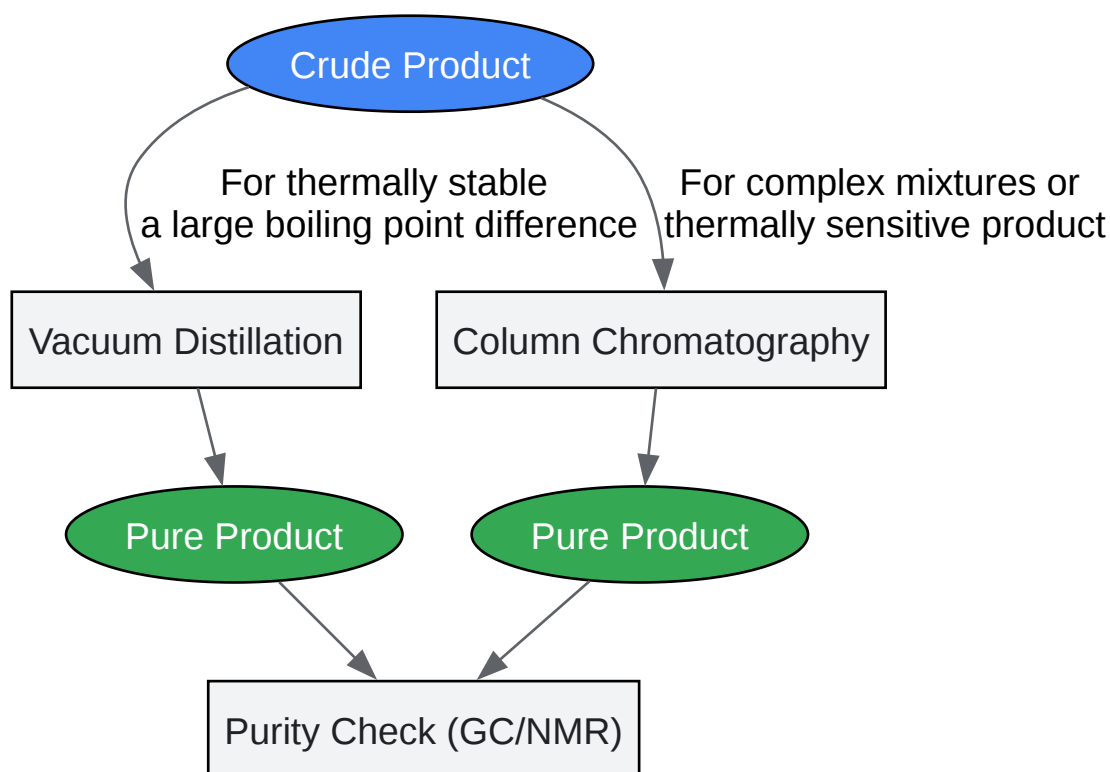 Crude Product
For thermally stable
a large boiling point difference
For complex mixtures or
thermally sensitive product
Vacuum Distillation
Column Chromatography
Pure Product
Pure Product
Purity Check (GC/NMR)